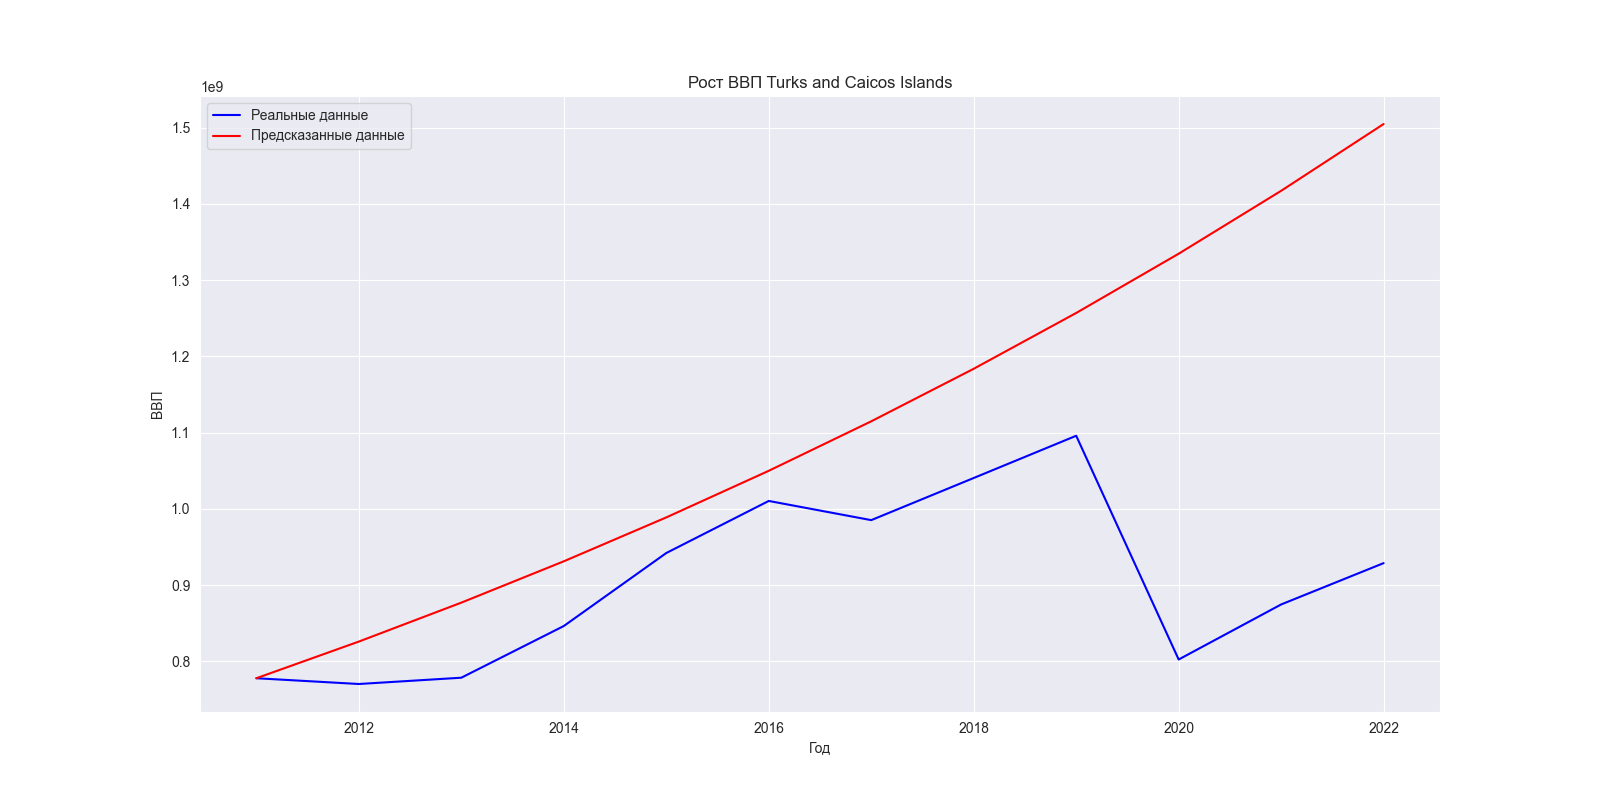 Рост ВВП Turks and Caicos Islands
1e9
Реальные данные
Предсказанные данные
1.5
1.4
1.3
1.2
1.1
1.0
0.9
0.8
ВВП
2012 2014 2016 2018 2020 2022
Год